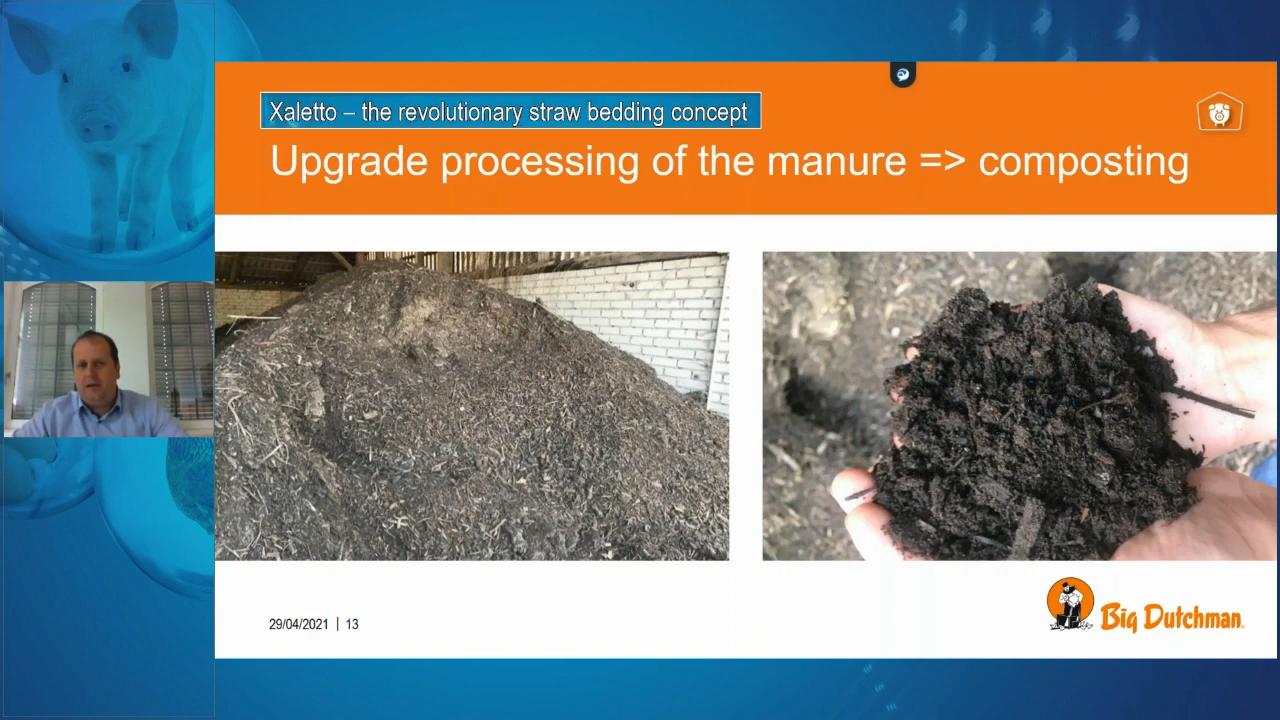 Xaletto – the revolutionary straw bedding concept
Upgrade processing of the manure => composting
29/04/2021 | 13
Big Dutchman